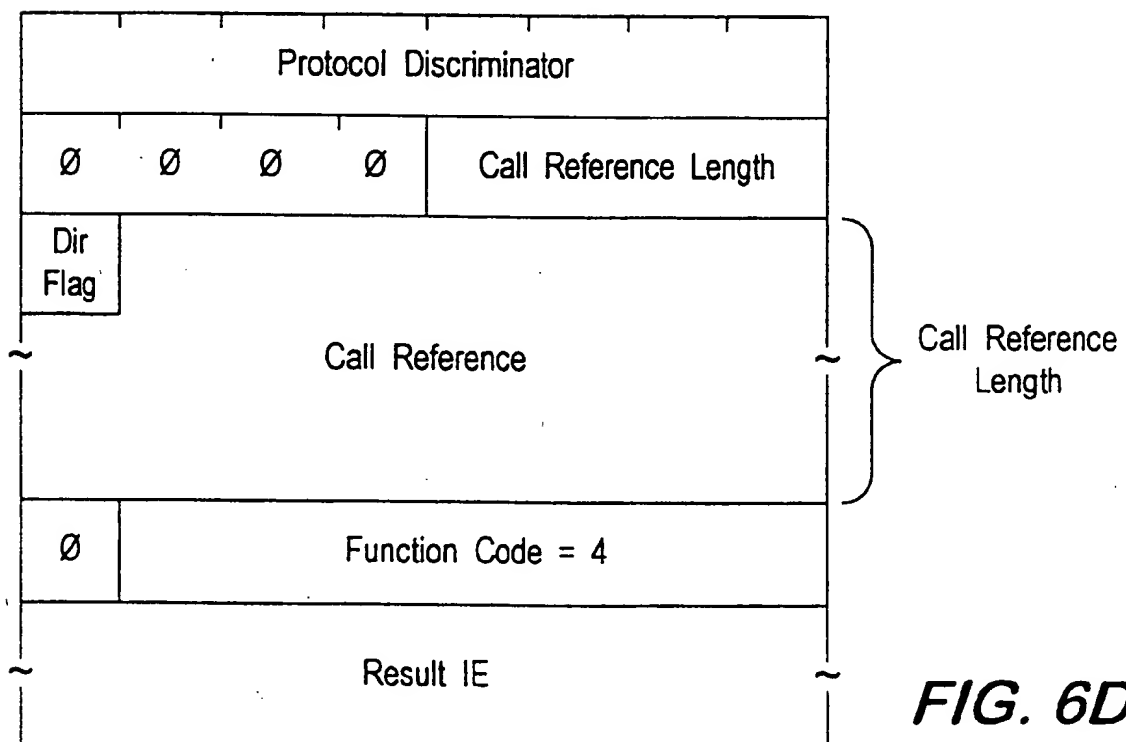 Protocol Discriminator
Ø Ø Ø Ø Call Reference Length
Dir
Flag
Call Reference
Call Reference
Length
Ø Function Code = 4
Result IE
FIG. 6D